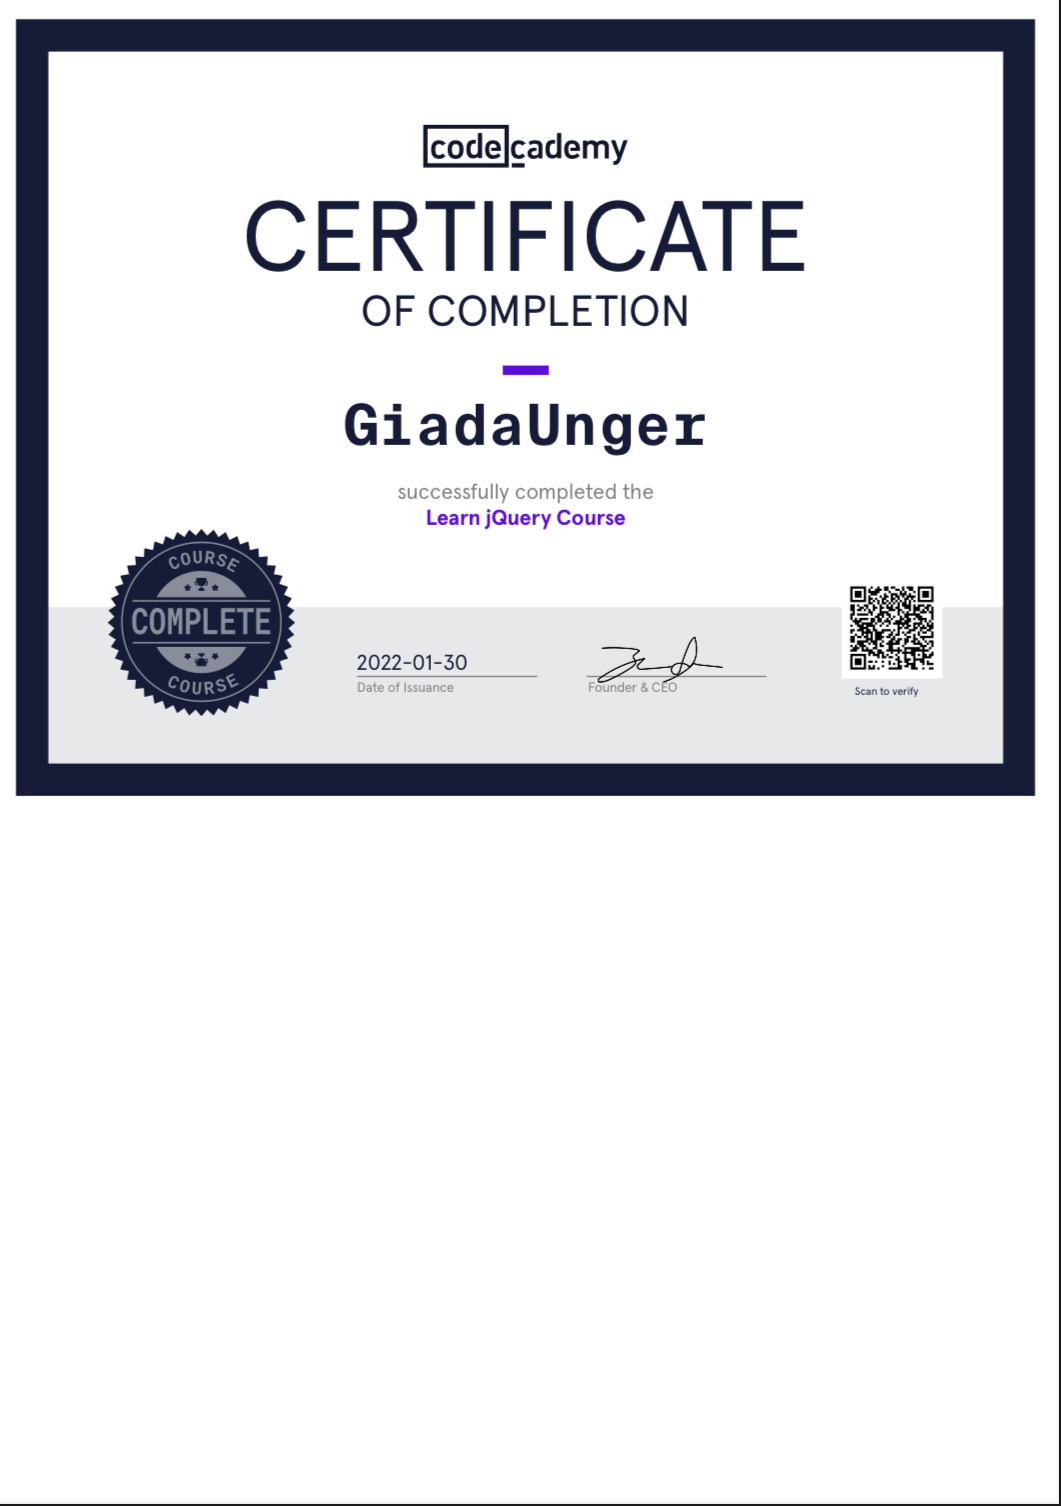 codecademy
CERTIFICATE
OF COMPLETION
GiadaUnger
successfully completed the
Learn jQuery Course
COURSE
COMPLETE
COURSE
2022-01-30
Date of Issuance
Founder & CEO
Scan to verify